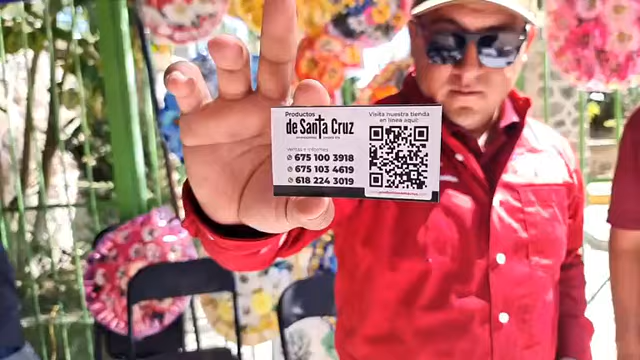 Productos
de Santa Cruz
Visita nuestra tienda
en línea aquí:
Ventas e Informes
675 100 3918
675 103 4619
618 224 3019